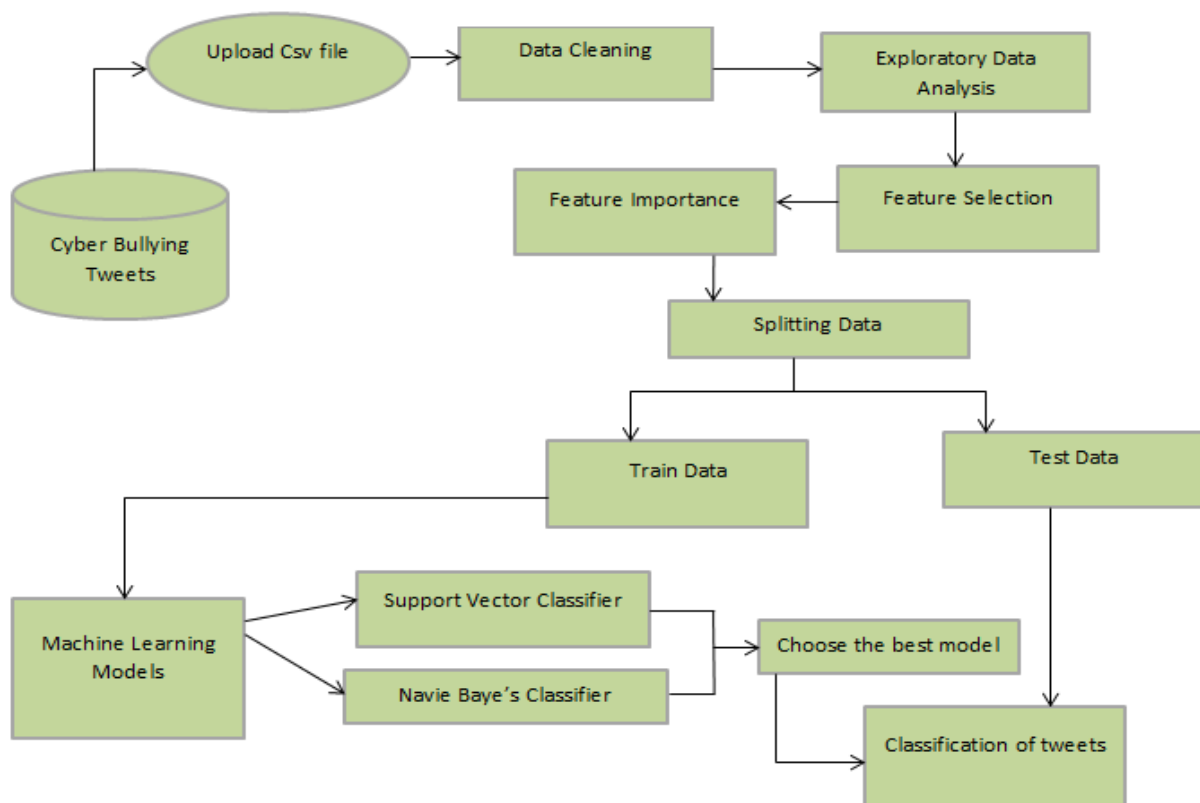 Upload Csv file
Data Cleaning
Exploratory Data
Analysis
Feature Selection
Feature Importance
Cyber Bullying
Tweets
Splitting Data
Train Data
Test Data
Machine Learning
Models
Support Vector Classifier
Navie Baye’s Classifier
Choose the best model
Classification of tweets